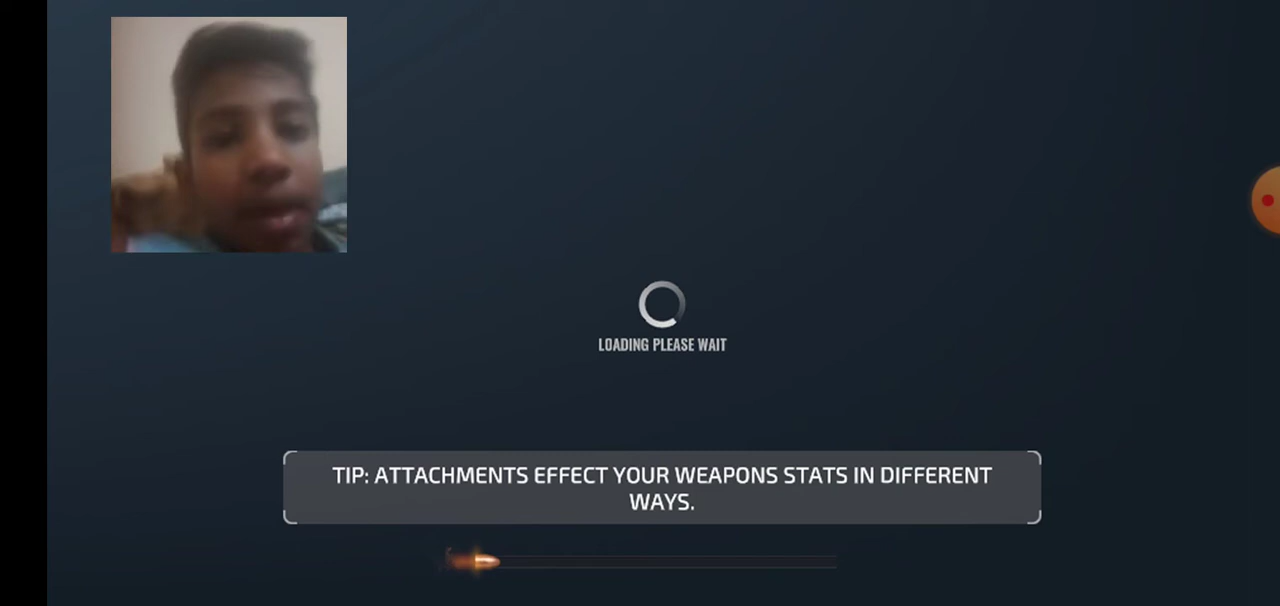 LOADING PLEASE WAIT
TIP: ATTACHMENTS EFFECT YOUR WEAPONS STATS IN DIFFERENT
WAYS.